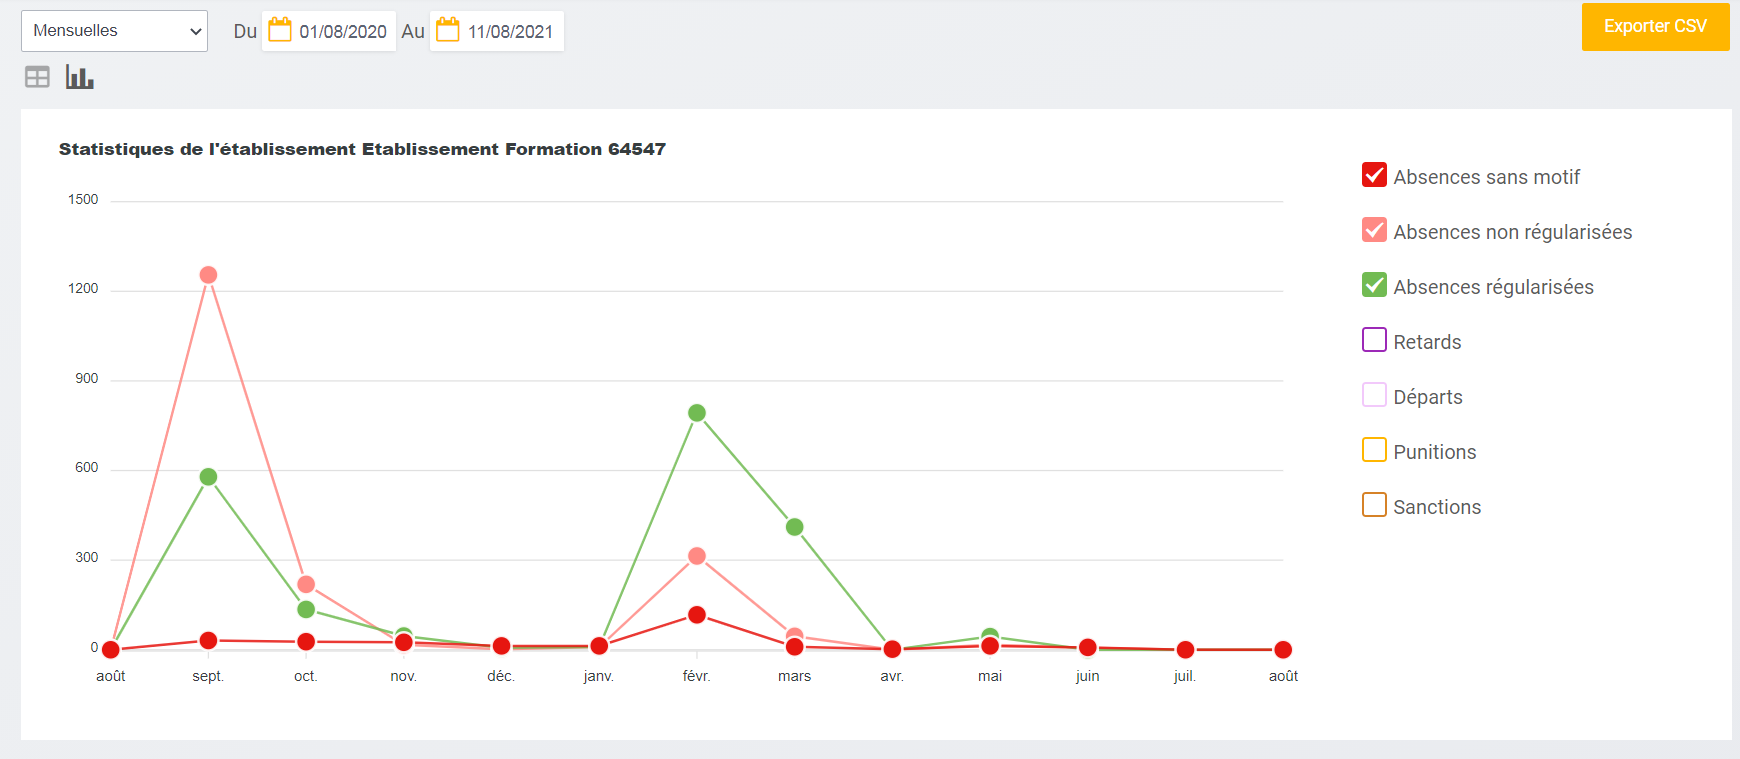 Mensuelles Du 01/08/2020 Au 11/08/2021 Exporter CSV
Statistiques de l'établissement Etablissement Formation 64547
1500
1200
900
600
300
0
août sept. oct. nov. déc. janv. févr. mars avr. mai juin juil. août
Absences sans motif
Absences non régularisées
Absences régularisées
Retards
Départs
Punitions
Sanctions